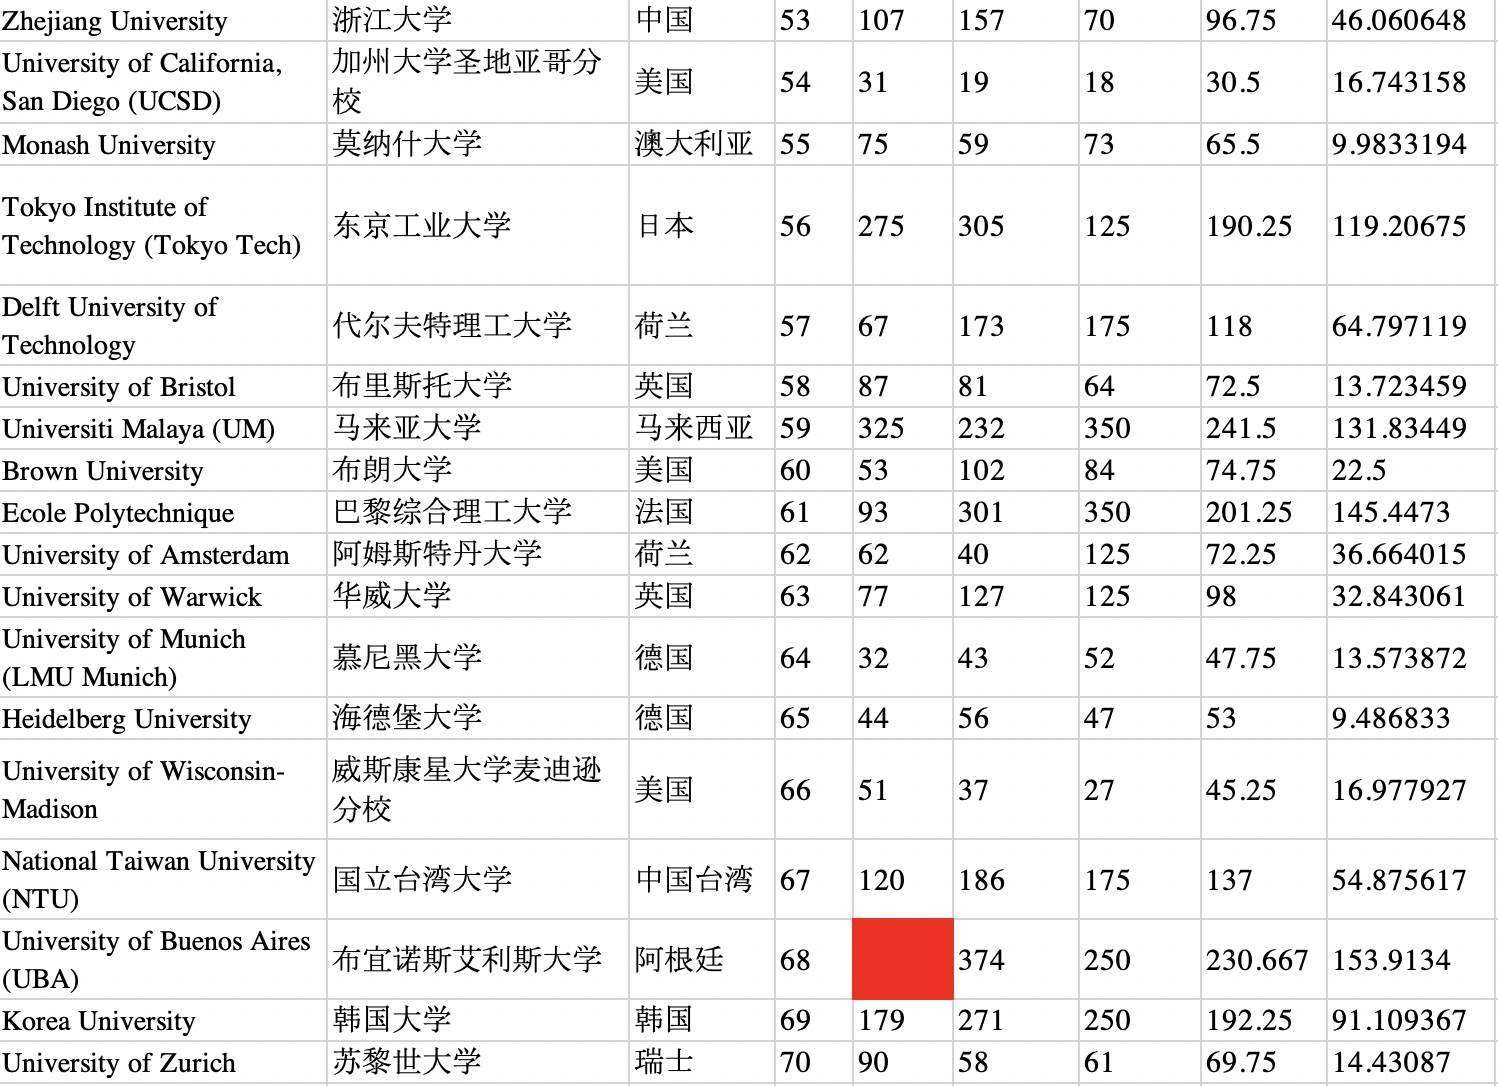 Zhejiang University 浙江大学 中国 53 107 157 70 96.75 46.060648
University of California, San Diego (UCSD) 加州大学圣地亚哥分校 美国 54 31 19 18 30.5 16.743158
Monash University 莫纳什大学 澳大利亚 55 75 59 73 65.5 9.9833194
Tokyo Institute of Technology (Tokyo Tech) 东京工业大学 日本 56 275 305 125 190.25 119.20675
Delft University of Technology 代尔夫特理工大学 荷兰 57 67 173 175 118 64.797119
University of Bristol 布里斯托大学 英国 58 87 81 64 72.5 13.723459
Universiti Malaya (UM) 马来亚大学 马来西亚 59 325 232 350 241.5 131.83449
Brown University 布朗大学 美国 60 53 102 84 74.75 22.5
Ecole Polytechnique 巴黎综合理工大学 法国 61 93 301 350 201.25 145.4473
University of Amsterdam 阿姆斯特丹大学 荷兰 62 62 40 125 72.25 36.664015
University of Warwick 华威大学 英国 63 77 127 125 98 32.843061
University of Munich (LMU Munich) 慕尼黑大学 德国 64 32 43 52 47.75 13.573872
Heidelberg University 海德堡大学 德国 65 44 56 47 53 9.486833
University of Wisconsin-Madison 威斯康星大学麦迪逊分校 美国 66 51 37 27 45.25 16.977927
National Taiwan University (NTU) 国立台湾大学 中国台湾 67 120 186 175 137 54.875617
University of Buenos Aires (UBA) 布宜诺斯艾利斯大学 阿根廷 68 374 250 230.667 153.9134
Korea University 韩国大学 韩国 69 179 271 250 192.25 91.109367
University of Zurich 苏黎世大学 瑞士 70 90 58 61 69.75 14.43087